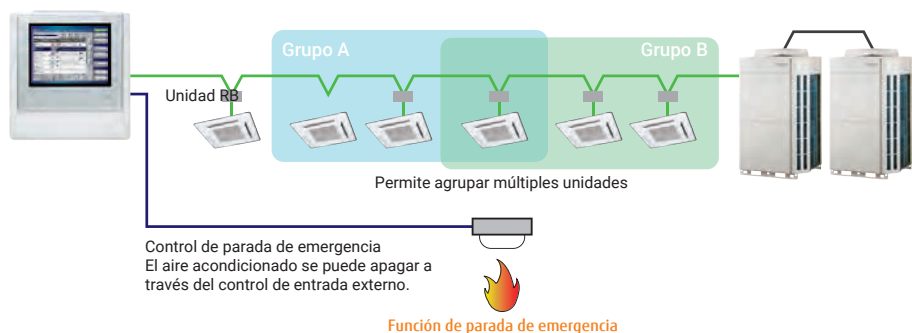 Grupo A
Grupo B
Unidad RB
Permite agrupar múltiples unidades
Control de parada de emergencia
El aire acondicionado se puede apagar a
través del control de entrada externo.
Función de parada de emergencia